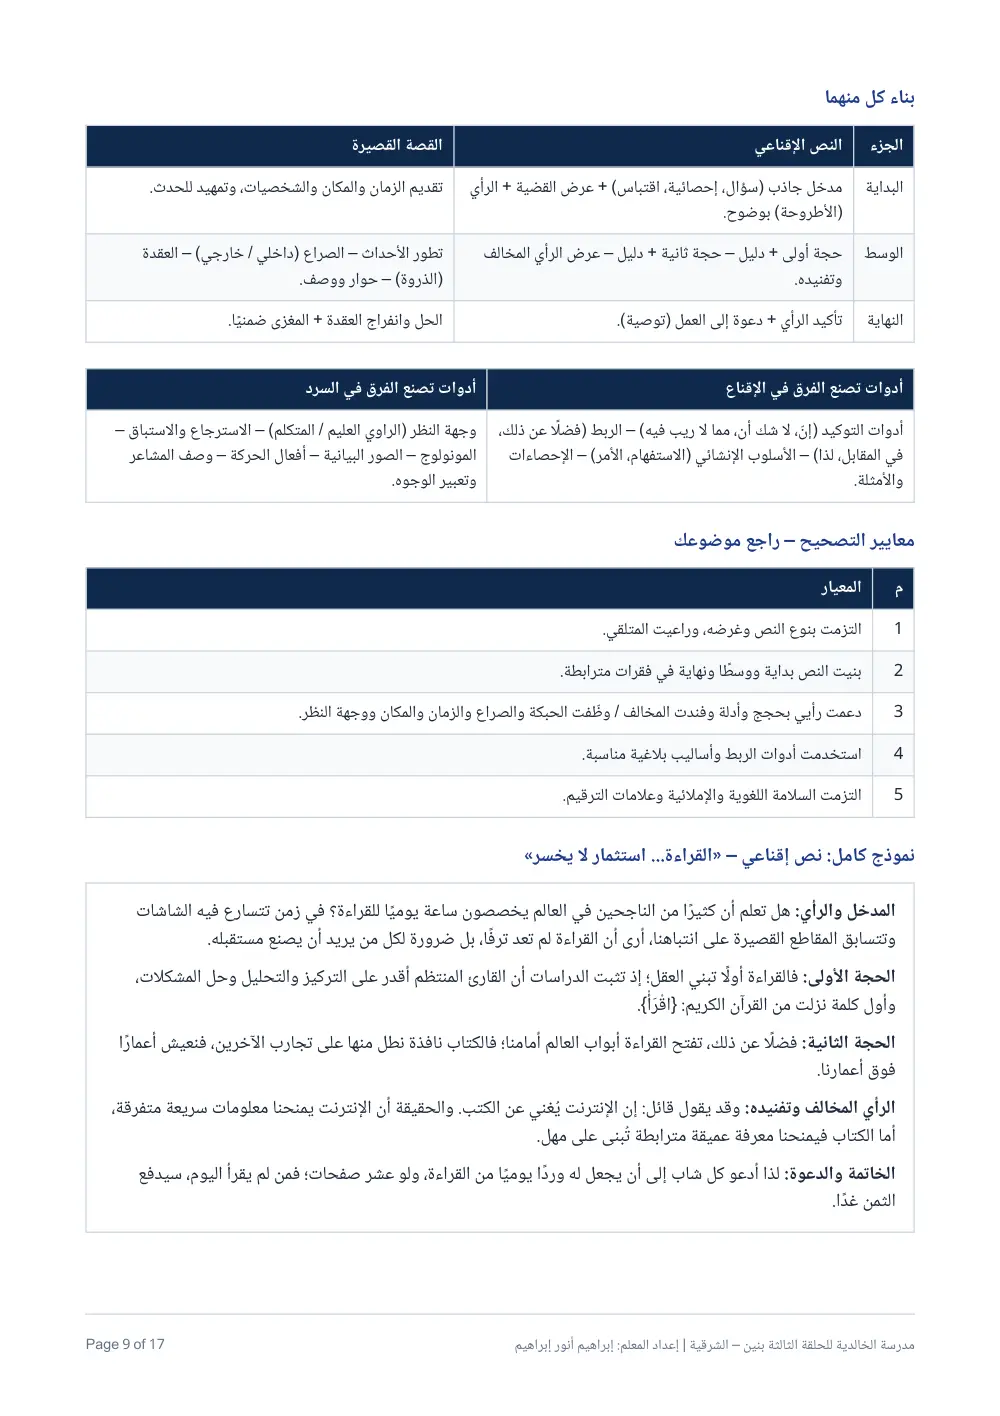 بناء كل منهما
الجزء
النص الإقناعي
القصة القصيرة
البداية
مدخل جاذب (سؤال، إحصائية، اقتباس) + عرض القضية + الرأي
(الأطروحة) بوضوح.
تقديم الزمان والمكان والشخصيات، وتمهيد للحدث.
الوسط
حجة أولى + دليل – حجة ثانية + دليل – عرض الرأي المخالف
وتفنيده.
تطور الأحداث – الصراع (داخلي / خارجي) – العقدة
(الذروة) – حوار ووصف.
النهاية
تأكيد الرأي + دعوة إلى العمل (توصية).
الحل وانفراج العقدة + المغزى ضمنيًا.
أدوات تصنع الفرق في الإقناع
أدوات تصنع الفرق في السرد
أدوات التوكيد (إنّ، لا شك أن، مما لا ريب فيه) – الربط (فضلًا عن ذلك،
في المقابل، لذا) – الأسلوب الإنشائي (الاستفهام، الأمر) – الإحصاءات
والأمثلة.
وجهة النظر (الراوي العليم / المتكلم) – الاسترجاع والاستباق –
المونولوج – الصور البيانية – أفعال الحركة – وصف المشاعر
وتعبير الوجوه.
معايير التصحيح – راجع موضوعك
م
المعيار
1 التزمت بنوع النص وغرضه، وراعيت المتلقي.
2 بنيت النص بداية ووسطًا ونهاية في فقرات مترابطة.
3 دعمت رأيي بحجج وأدلة وفندت المخالف / وظّفت الحبكة والصراع والزمان والمكان ووجهة النظر.
4 استخدمت أدوات الربط وأساليب بلاغية مناسبة.
5 التزمت السلامة اللغوية والإملائية وعلامات الترقيم.
نموذج كامل: نص إقناعي – «القراءة... استثمار لا يخسر»
المدخل والرأي: هل تعلم أن كثيرًا من الناجحين في العالم يخصصون ساعة يوميًا للقراءة؟ في زمن تتسارع فيه الشاشات
وتتسابق المقاطع القصيرة على انتباهنا، أرى أن القراءة لم تعد ترفًا، بل ضرورة لكل من يريد أن يصنع مستقبله.
الحجة الأولى: فالقراءة أولًا تبني العقل؛ إذ تثبت الدراسات أن القارئ المنتظم أقدر على التركيز والتحليل وحل المشكلات،
وأول كلمة نزلت من القرآن الكريم: {اقْرَأْ}.
الحجة الثانية: فضلًا عن ذلك، تفتح القراءة أبواب العالم أمامنا؛ فالكتاب نافذة نطل منها على تجارب الآخرين، فنعيش أعمارًا
فوق أعمارنا.
الرأي المخالف وتفنيده: وقد يقول قائل: إن الإنترنت يُغني عن الكتب. والحقيقة أن الإنترنت يمنحنا معلومات سريعة متفرقة،
أما الكتاب فيمنحنا معرفة عميقة مترابطة تُبنى على مهل.
الخاتمة والدعوة: لذا أدعو كل شاب إلى أن يجعل له وردًا يوميًا من القراءة، ولو عشر صفحات؛ فمن لم يقرأ اليوم، سيدفع
الثمن غدًا.
مدرسة الخالدية للحلقة الثالثة بنين – الشرقية | إعداد المعلم: إبراهيم أنور إبراهيم
Page 9 of 17